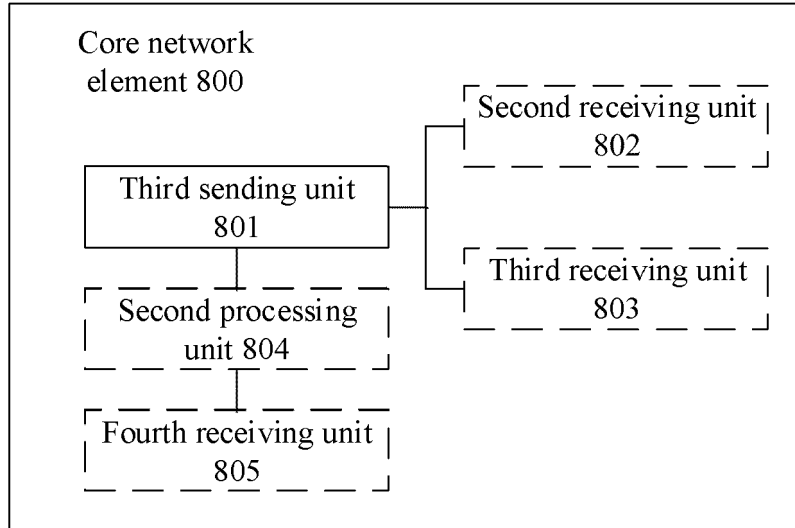 Core network
element 800
Second receiving unit
802
Third sending unit
801
Third receiving unit
803
Second processing
unit 804
Fourth receiving unit
805